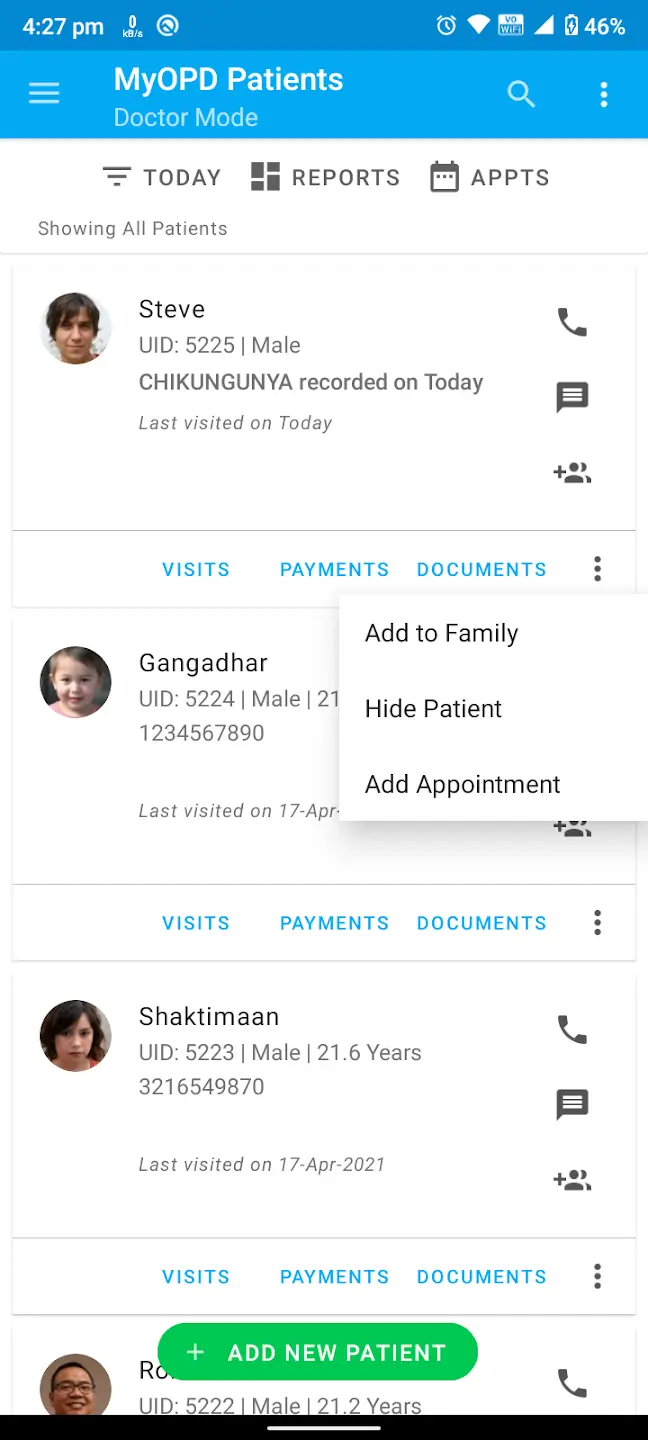 4:27 pm 0 kB/s VO WIFI 46%
MyOPD Patients
Doctor Mode
TODAY REPORTS APPTS
Showing All Patients
Steve
UID: 5225 | Male
CHIKUNGUNYA recorded on Today
Last visited on Today
VISITS PAYMENTS DOCUMENTS
Add to Family
Hide Patient
Add Appointment
Gangadhar
UID: 5224 | Male | 21
1234567890
Last visited on 17-Apr-
VISITS PAYMENTS DOCUMENTS
Shaktimaan
UID: 5223 | Male | 21.6 Years
3216549870
Last visited on 17-Apr-2021
VISITS PAYMENTS DOCUMENTS
+ ADD NEW PATIENT
Ro
UID: 5222 | Male | 21.2 Years